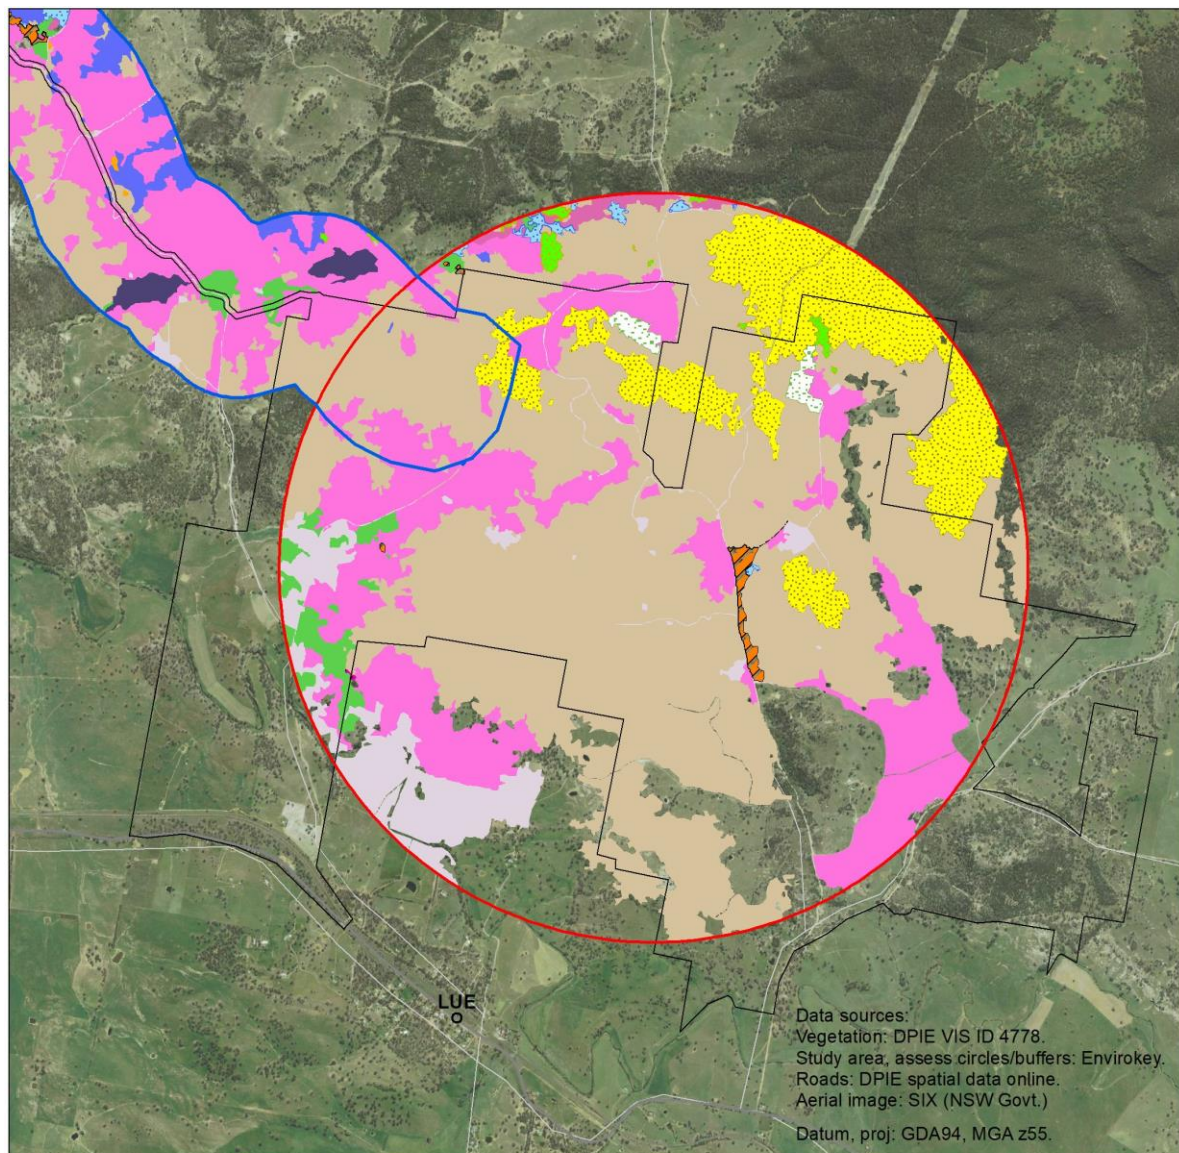 LUE
Data sources:
Vegetation: DPIE VIS ID 4778.
Study area, assess circles/buffers: Envirokey.
Roads: DPIE spatial data online.
Aerial image: SIX (NSW Govt.)
Datum, proj: GDA94, MGA z55.